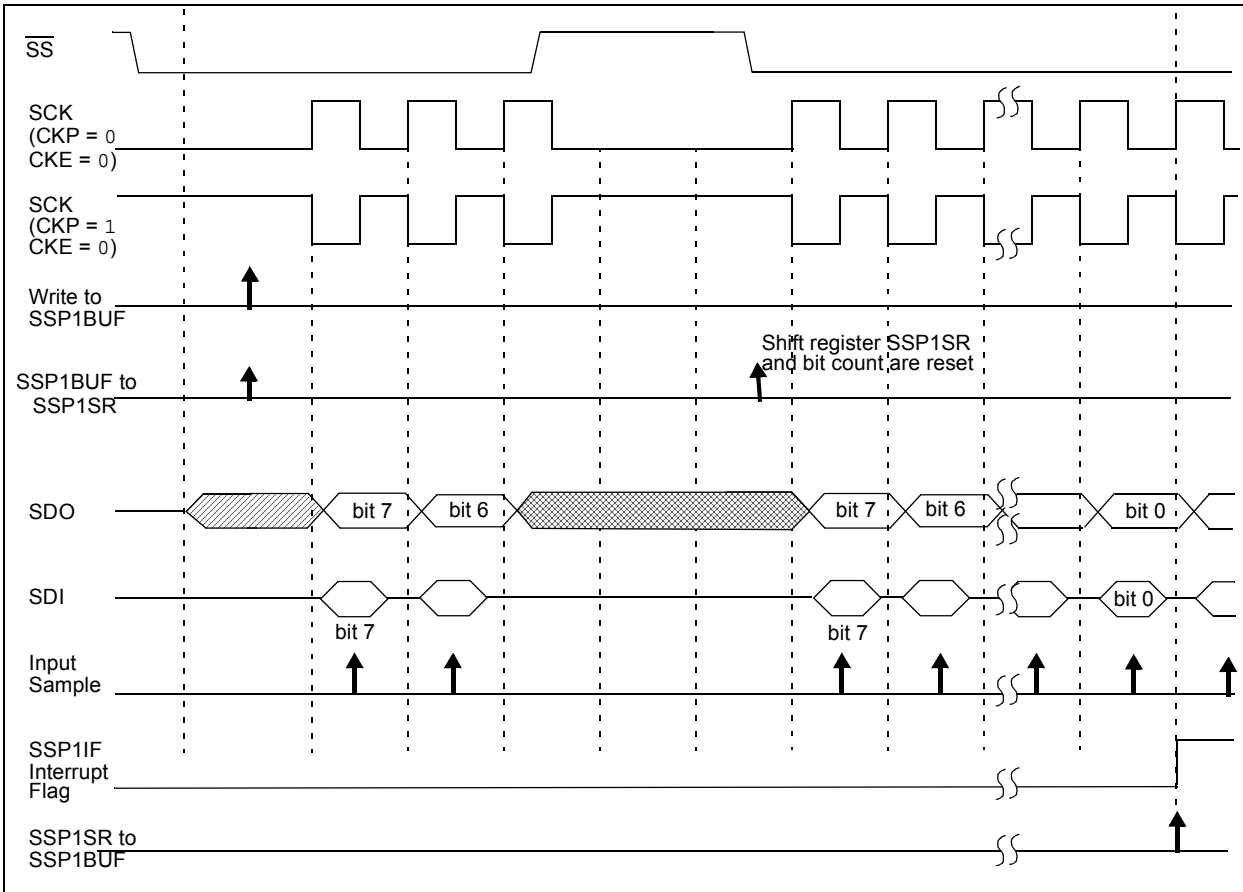 SS
SCK
(CKP = 0
CKE = 0)
SCK
(CKP = 1
CKE = 0)
Write to
SSP1BUF
Shift register SSP1SR
and bit count are reset
SSP1BUF to
SSP1SR
SDO
bit 7
bit 6
bit 7
bit 6
bit 0
SDI
bit 0
bit 7
bit 7
Input
Sample
SSP1IF
Interrupt
Flag
SSP1SR to
SSP1BUF